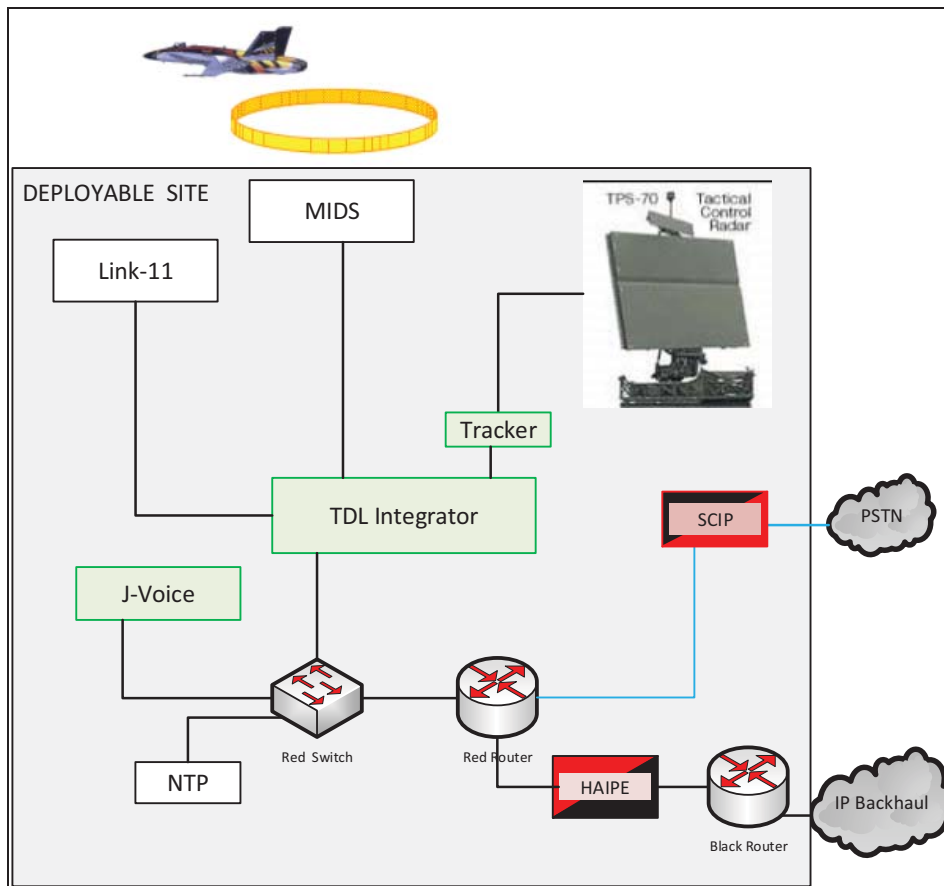 DEPLOYABLE SITE
MIDS
TPS-70 Tactical
Control
Radar
Link-11
Tracker
TDL Integrator
SCIP
PSTN
J-Voice
Red Switch
Red Router
NTP
HAIPE
IP Backhaul
Black Router